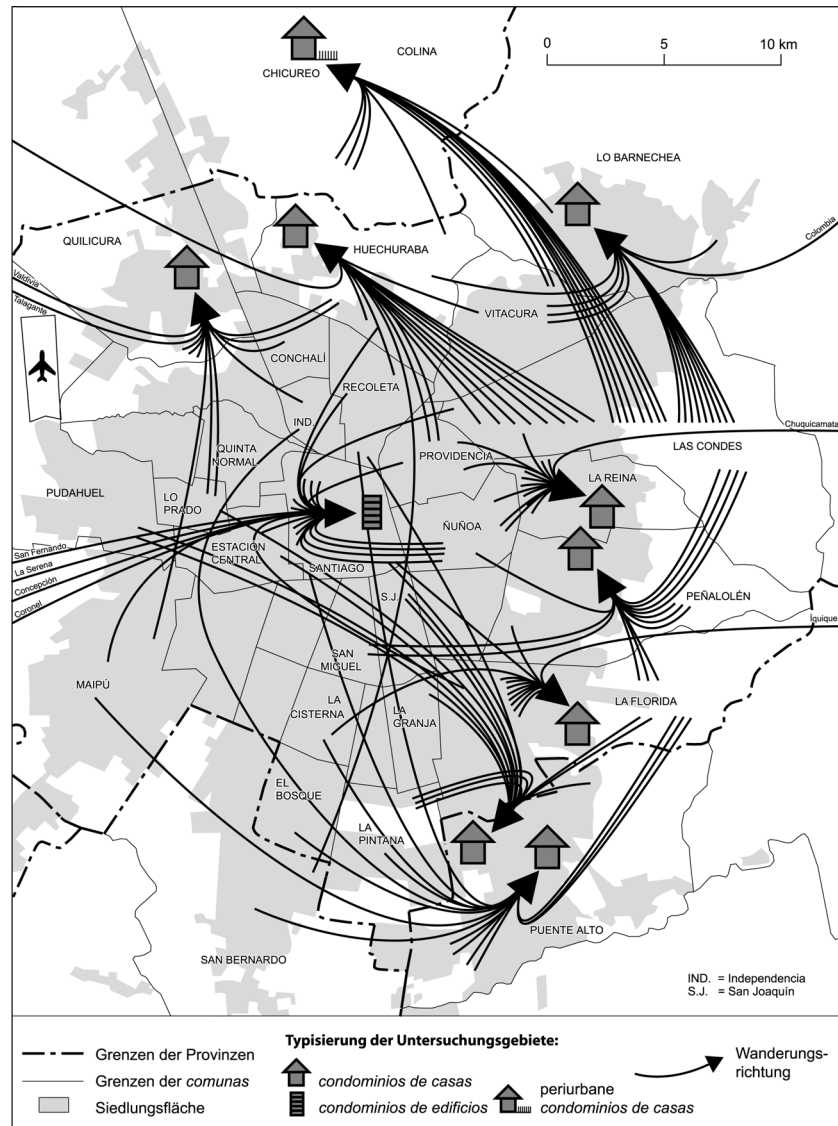 COLINA
0 5 10 km
CHICUREO
LO BARNECHEA
QUILICURA
HUECHURABA
Colombia
Valdivia
Talagante
VITACURA
CONCHALÍ
RECOLETA
IND.
Chuquicamata
QUINTA
NORMAL
PROVIDENCIA
LAS CONDES
LA REINA
PUDAHUEL
LO
PRADO
ÑUÑOA
ESTACIÓN
CENTRAL
San Fernando
La Serena
Concepción
Coronel
SANTIAGO
S.J.
PEÑALOLÉN
Iquique
SAN
MIGUEL
MAIPÚ
LA
CISTERNA
LA
GRANJA
LA FLORIDA
EL
BOSQUE
LA
PINTANA
PUENTE ALTO
SAN BERNARDO
IND. = Independencia
S.J. = San Joaquín
Typisierung der Untersuchungsgebiete:
Grenzen der Provinzen
Grenzen der comunas
Siedlungsfläche
condominios de casas
condominios de edificios
periurbane
condominios de casas
Wanderungs-
richtung